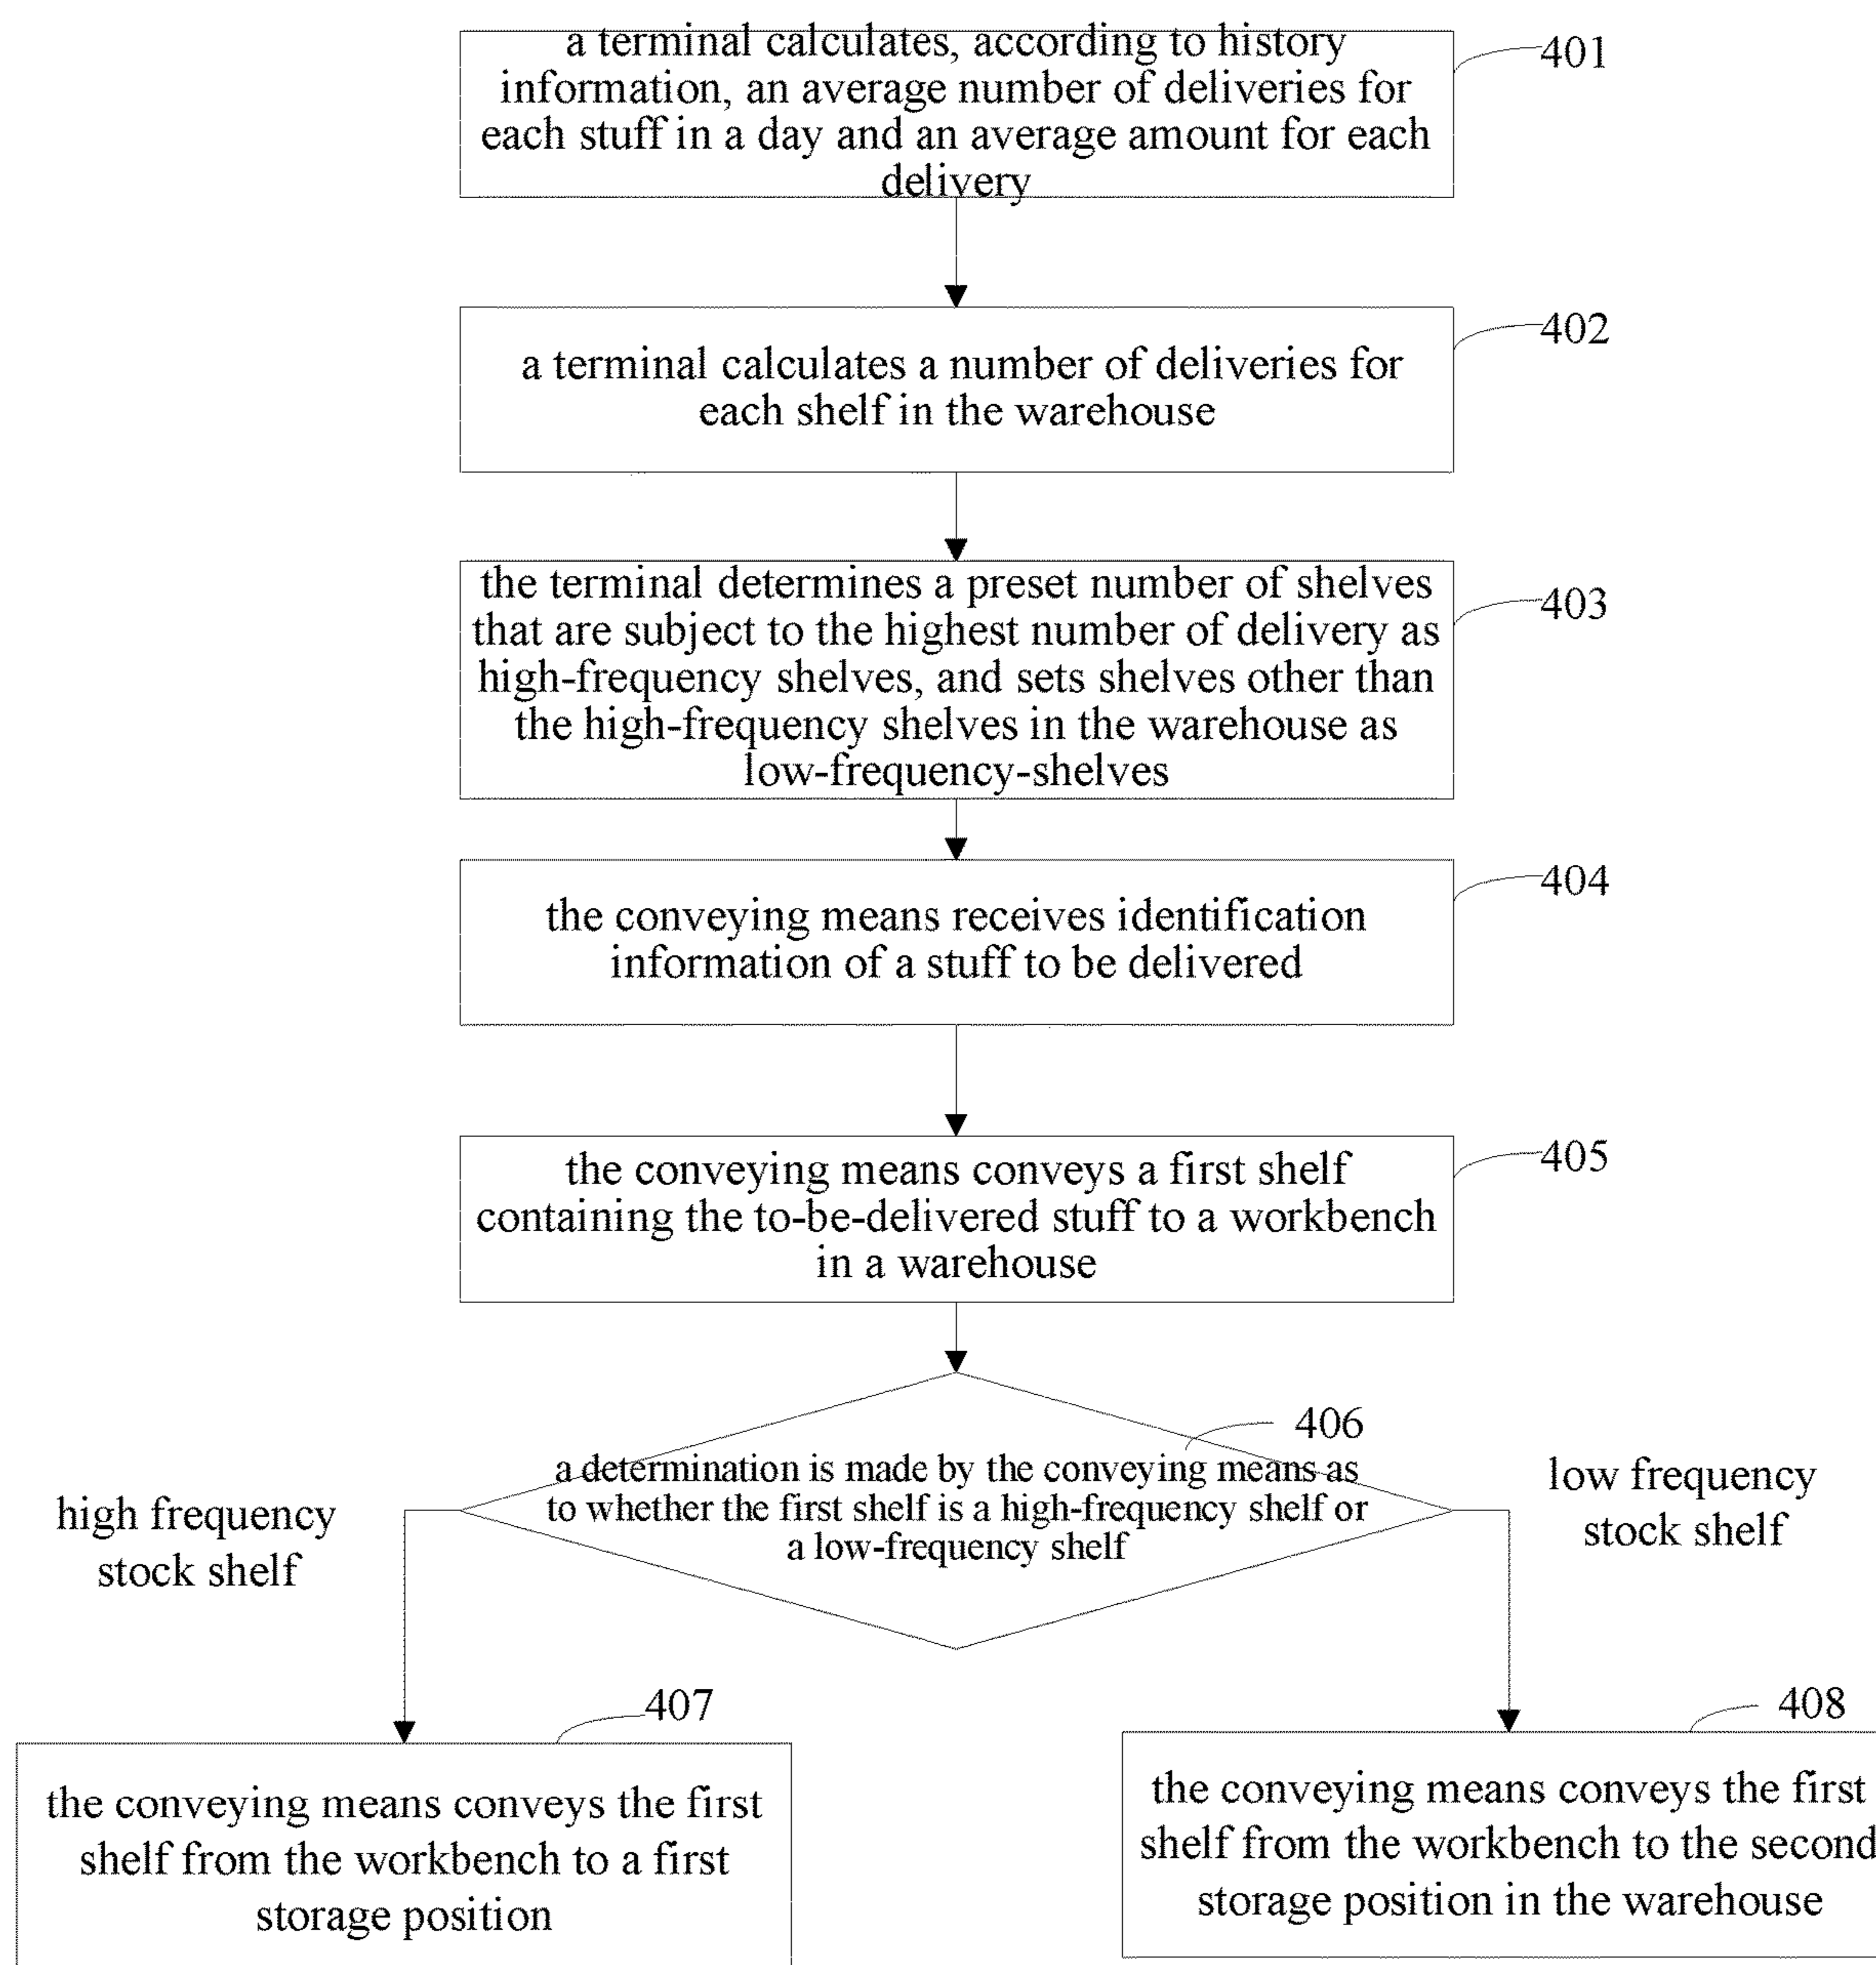 a terminal calculates, according to history
information, an average number of deliveries for
each stuff in a day and an average amount for each
delivery
401
a terminal calculates a number of deliveries for
each shelf in the warehouse
402
the terminal determines a preset number of shelves
that are subject to the highest number of delivery as
high-frequency shelves, and sets shelves other than
the high-frequency shelves in the warehouse as
low-frequency-shelves
403
the conveying means receives identification
information of a stuff to be delivered
404
the conveying means conveys a first shelf
containing the to-be-delivered stuff to a workbench
in a warehouse
405
406
a determination is made by the conveying means as
to whether the first shelf is a high-frequency shelf or
a low-frequency shelf
high frequency
stock shelf
low frequency
stock shelf
407
the conveying means conveys the first
shelf from the workbench to a first
storage position
408
the conveying means conveys the first
shelf from the workbench to the second
storage position in the warehouse